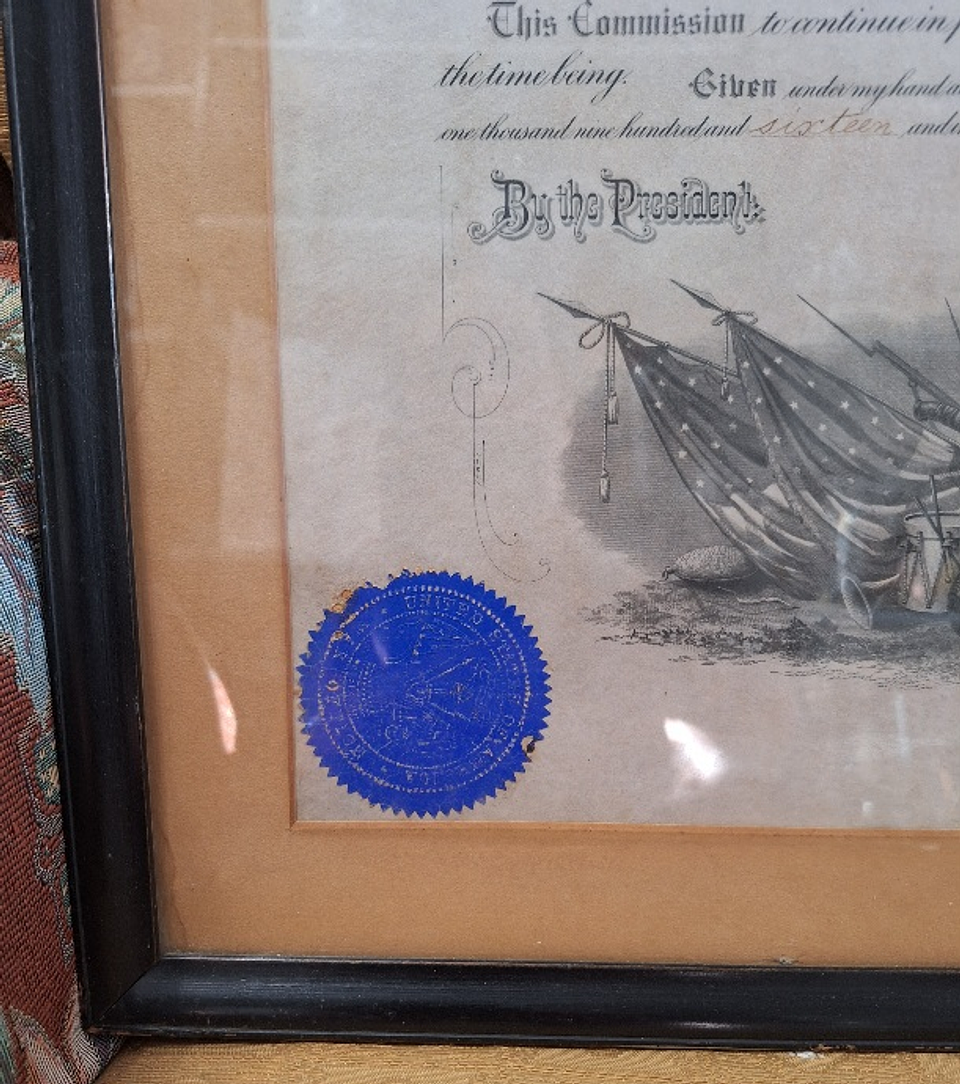 This Commission to continue in
the time being. Given under my hand
one thousand nine hundred and sixteen and
By the President:
UNITED